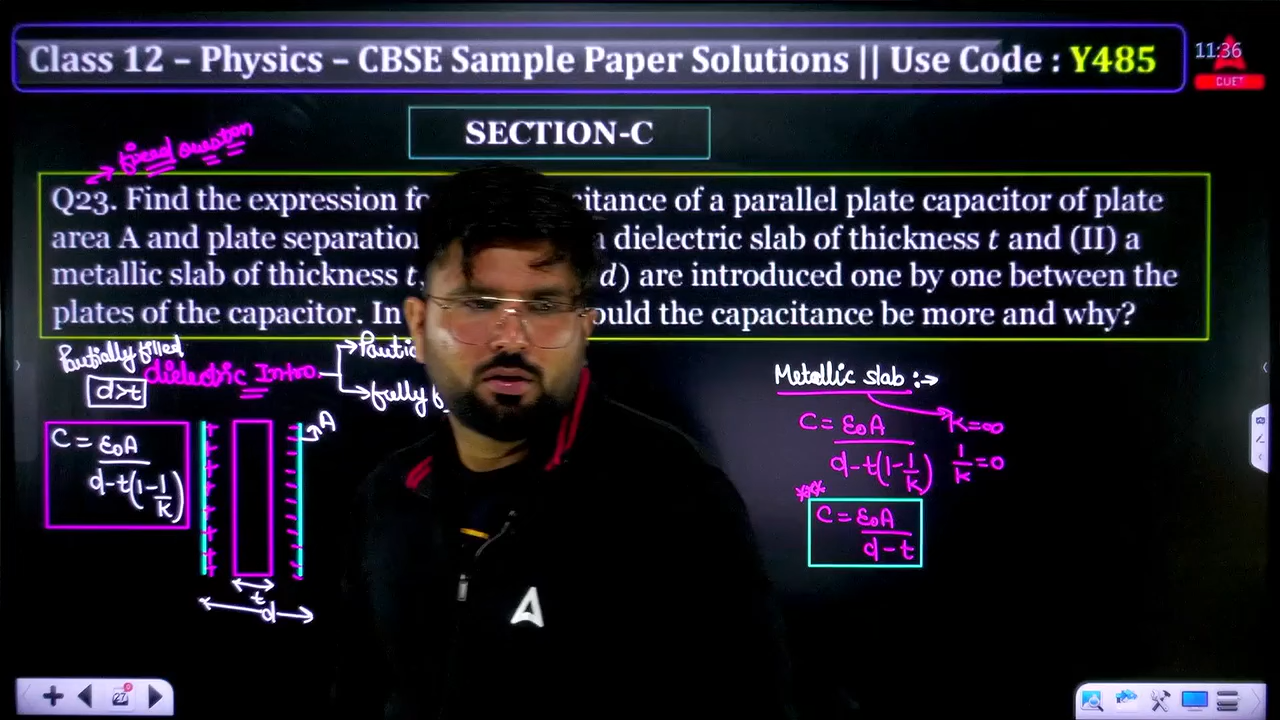 Class 12 – Physics – CBSE Sample Paper Solutions || Use Code : Y485
11:36
CUET
SECTION-C
fixed question
Q23. Find the expression for citance of a parallel plate capacitor of plate
area A and plate separation a dielectric slab of thickness t and (II) a
metallic slab of thickness t, d) are introduced one by one between the
plates of the capacitor. In ould the capacitance be more and why?
Partially filled
d>t
dielectric Intro.
fully
C = ε₀A
d-t(1-1/k)
A
t
d
Metallic slab :→
C = ε₀A
d-t(1-1/k)
k=∞
1/k=0
***
C = ε₀A
d-t
27